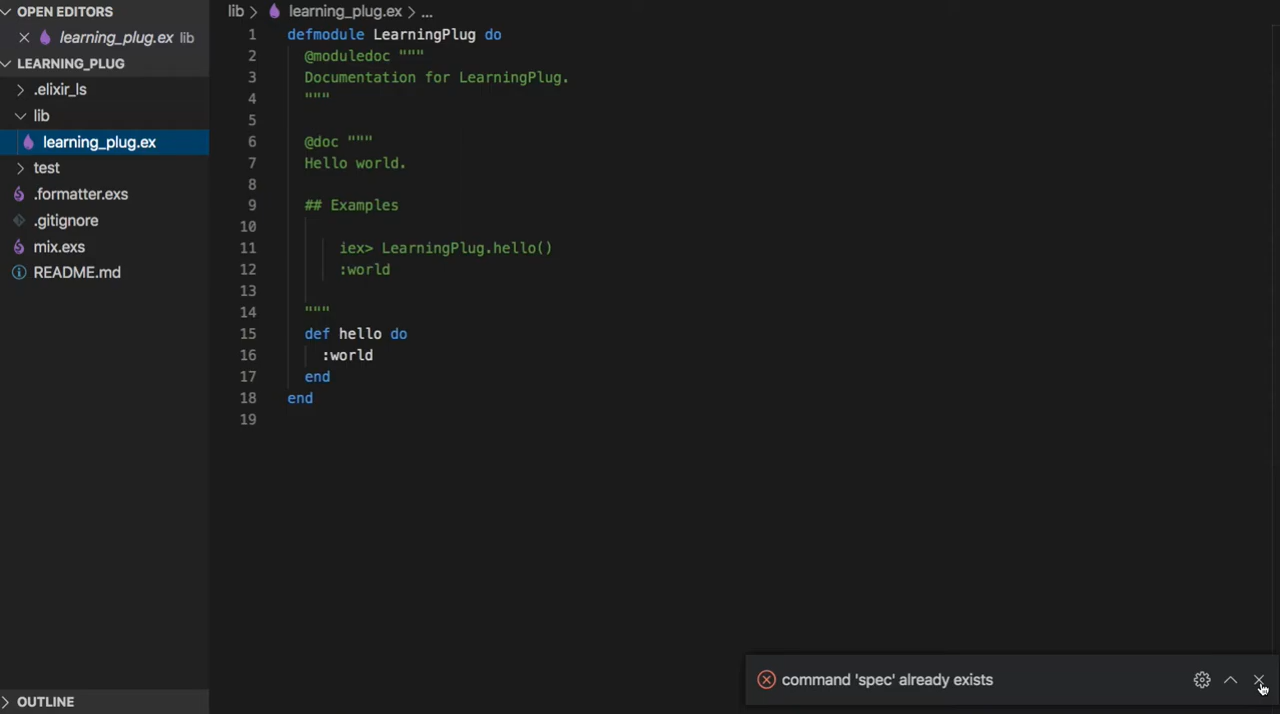 OPEN EDITORS
learning_plug.ex lib
LEARNING_PLUG
.elixir_ls
lib
learning_plug.ex
test
.formatter.exs
.gitignore
mix.exs
README.md
OUTLINE
lib > learning_plug.ex > ...
1 defmodule LearningPlug do
2 @moduledoc """
3 Documentation for LearningPlug.
4 """
5
6 @doc """
7 Hello world.
8
9 ## Examples
10
11 iex> LearningPlug.hello()
12 :world
13
14 """
15 def hello do
16 :world
17 end
18 end
19
command 'spec' already exists